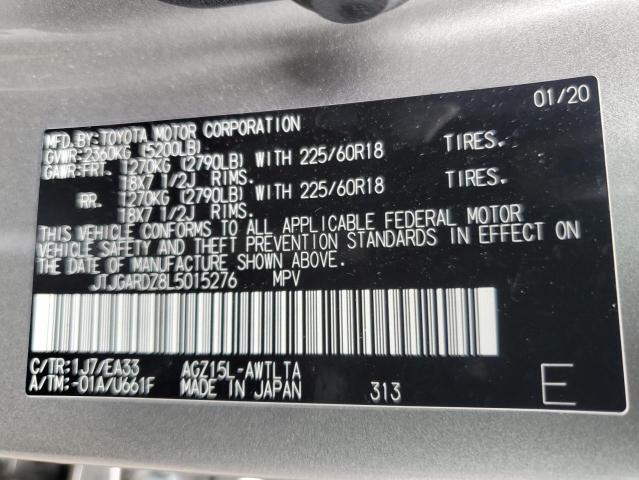 01/20
MFD.BY:TOYOTA MOTOR CORPORATION
GVWR:2360KG (5200LB)
GAWR:FRT. 1270KG (2790LB) WITH 225/60R18 TIRES.
18X7 1/2J RIMS.
RR. 1270KG (2790LB) WITH 225/60R18 TIRES.
18X7 1/2J RIMS.
THIS VEHICLE CONFORMS TO ALL APPLICABLE FEDERAL MOTOR
VEHICLE SAFETY AND THEFT PREVENTION STANDARDS IN EFFECT ON
THE DATE OF MANUFACTURE SHOWN ABOVE.
JTJGARDZ8L5015276 MPV
C/TR:1J7/EA33 AGZ15L-AWTLTA
A/TM:-01A/U661F MADE IN JAPAN 313 E